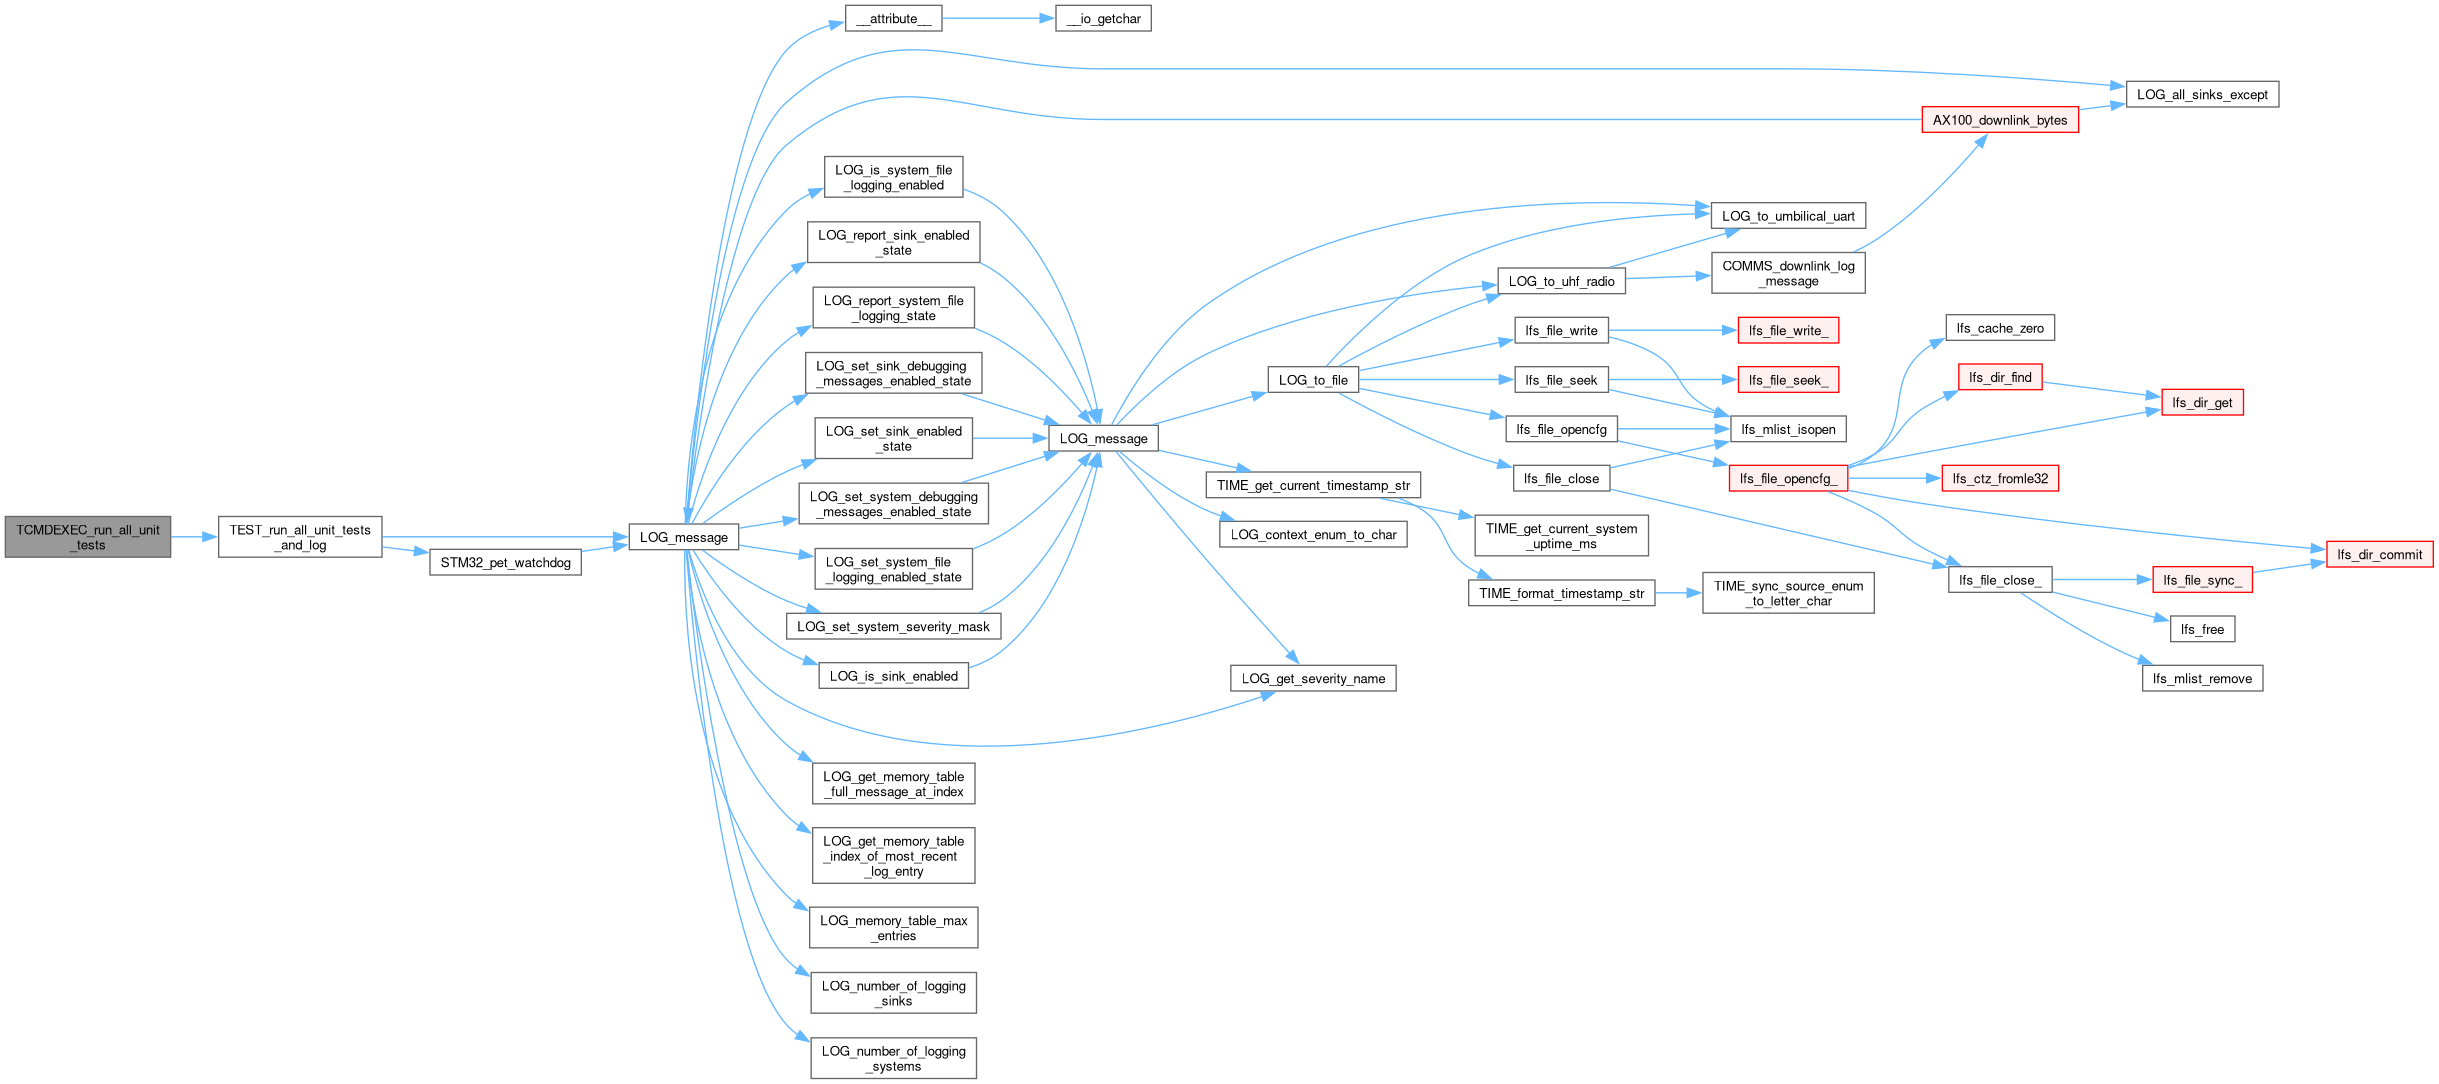 TCMDEXEC_run_all_unit
_tests
TEST_run_all_unit_tests
_and_log
STM32_pet_watchdog
LOG_message
__attribute__
__io_getchar
LOG_is_system_file
_logging_enabled
LOG_report_sink_enabled
_state
LOG_report_system_file
_logging_state
LOG_set_sink_debugging
_messages_enabled_state
LOG_set_sink_enabled
_state
LOG_set_system_debugging
_messages_enabled_state
LOG_set_system_file
_logging_enabled_state
LOG_set_system_severity_mask
LOG_is_sink_enabled
LOG_get_memory_table
_full_message_at_index
LOG_get_memory_table
_index_of_most_recent
_log_entry
LOG_memory_table_max
_entries
LOG_number_of_logging
_sinks
LOG_number_of_logging
_systems
LOG_message
LOG_to_file
TIME_get_current_timestamp_str
LOG_context_enum_to_char
LOG_get_severity_name
LOG_to_uhf_radio
lfs_file_write
lfs_file_seek
lfs_file_opencfg
lfs_file_close
TIME_get_current_system
_uptime_ms
TIME_format_timestamp_str
LOG_to_umbilical_uart
COMMS_downlink_log
_message
lfs_file_write_
lfs_file_seek_
lfs_mlist_isopen
lfs_file_opencfg_
TIME_sync_source_enum
_to_letter_char
AX100_downlink_bytes
lfs_cache_zero
lfs_dir_find
lfs_ctz_fromle32
lfs_file_close_
LOG_all_sinks_except
lfs_dir_get
lfs_file_sync_
lfs_free
lfs_mlist_remove
lfs_dir_commit